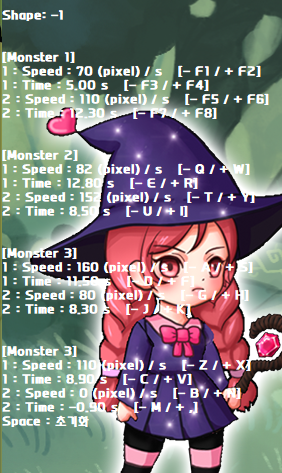 Shape: -1
[Monster 1]
1 : Speed : 70 (pixel) / s [- F1 / + F2]
1 : Time : 5.00 s [- F3 / + F4]
2 : Speed : 110 (pixel) / s [- F5 / + F6]
2 : Time : 12.30 s [- F7 / + F8]
[Monster 2]
1 : Speed : 82 (pixel) / s [- Q / + W]
1 : Time : 12.80 s [- E / + R]
2 : Speed : 152 (pixel) / s [- T / + Y]
2 : Time : 8.50 s [- U / + I]
[Monster 3]
1 : Speed : 160 (pixel) / s [- A / + S]
1 : Time : 11.50 s [- D / + F]
2 : Speed : 80 (pixel) / s [- G / + H]
2 : Time : 8.30 s [- J / + K]
[Monster 3]
1 : Speed : 110 (pixel) / s [- Z / + X]
1 : Time : 8.90 s [- C / + V]
2 : Speed : 0 (pixel) / s [- B / + N]
2 : Time : -0.90 s [- M / + ,]
Space : 초기화